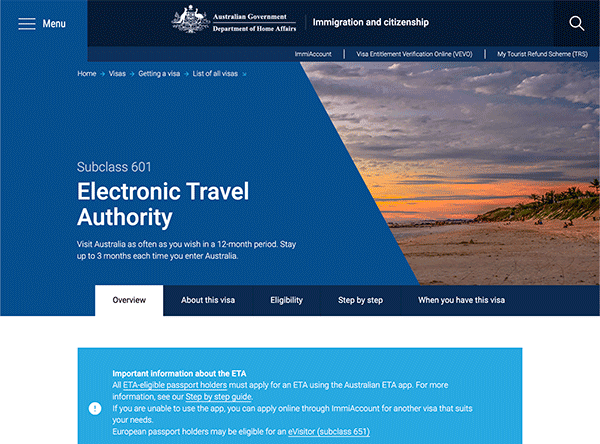 Menu
Australian Government
Department of Home Affairs
Immigration and citizenship
ImmiAccount
Visa Entitlement Verification Online (VEVO)
My Tourist Refund Scheme (TRS)
Home → Visas → Getting a visa → List of all visas
Subclass 601
Electronic Travel
Authority
Visit Australia as often as you wish in a 12-month period. Stay
up to 3 months each time you enter Australia.
Overview
About this visa
Eligibility
Step by step
When you have this visa
Important information about the ETA
All ETA-eligible passport holders must apply for an ETA using the Australian ETA app. For more
information, see our Step by step guide.
If you are unable to use the app, you can apply online through ImmiAccount for another visa that suits
your needs.
European passport holders may be eligible for an eVisitor (subclass 651)